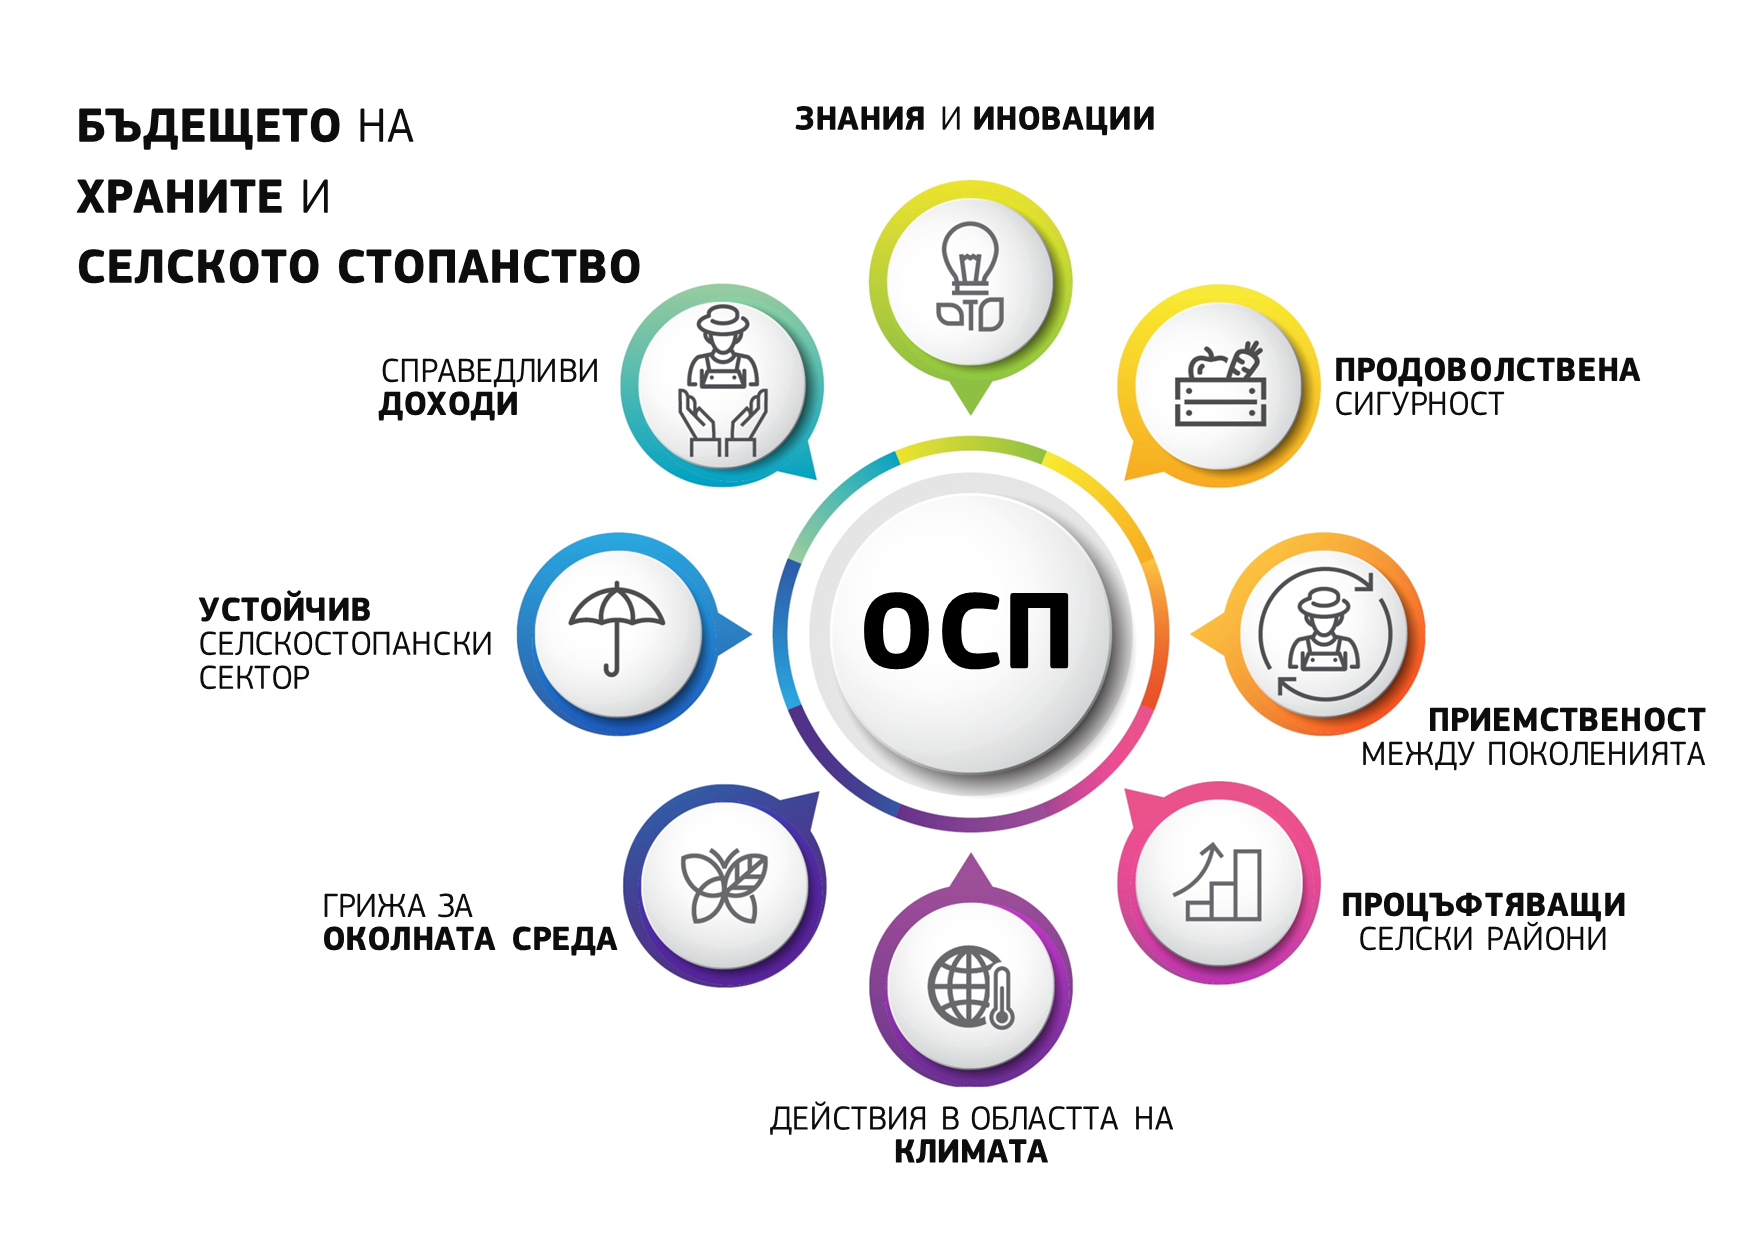 БЪДЕЩЕТО НА
ХРАНИТЕ И
СЕЛСКОТО СТОПАНСТВО
ЗНАНИЯ И ИНОВАЦИИ
СПРАВЕДЛИВИ
ДОХОДИ
ПРОДОВОЛСТВЕНА
СИГУРНОСТ
УСТОЙЧИВ
СЕЛСКОСТОПАНСКИ
СЕКТОР
ОСП
ПРИЕМСТВЕНОСТ
МЕЖДУ ПОКОЛЕНИЯТА
ГРИЖА ЗА
ОКОЛНАТА СРЕДА
ПРОЦЪФТЯВАЩИ
СЕЛСКИ РАЙОНИ
ДЕЙСТВИЯ В ОБЛАСТТА НА
КЛИМАТА